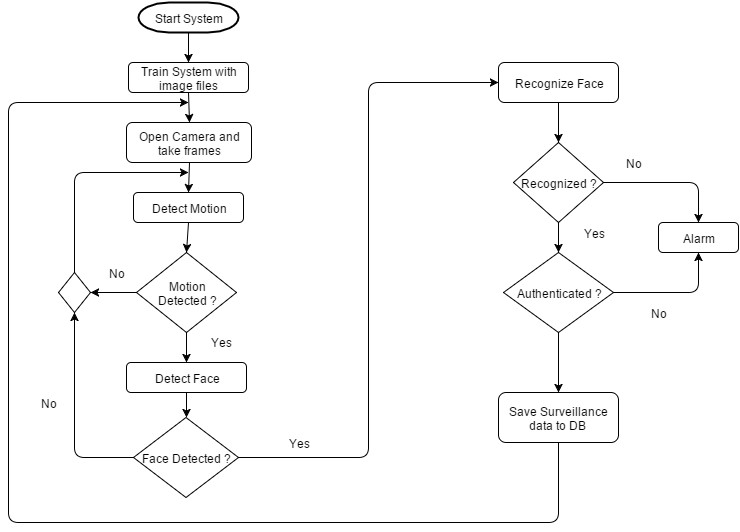 Start System
Train System with
image files
Open Camera and
take frames
Detect Motion
Motion
Detected ?
No
Yes
Detect Face
No
Face Detected ?
Yes
Recognize Face
Recognized ?
No
Yes
Alarm
Authenticated ?
No
Save Surveillance
data to DB